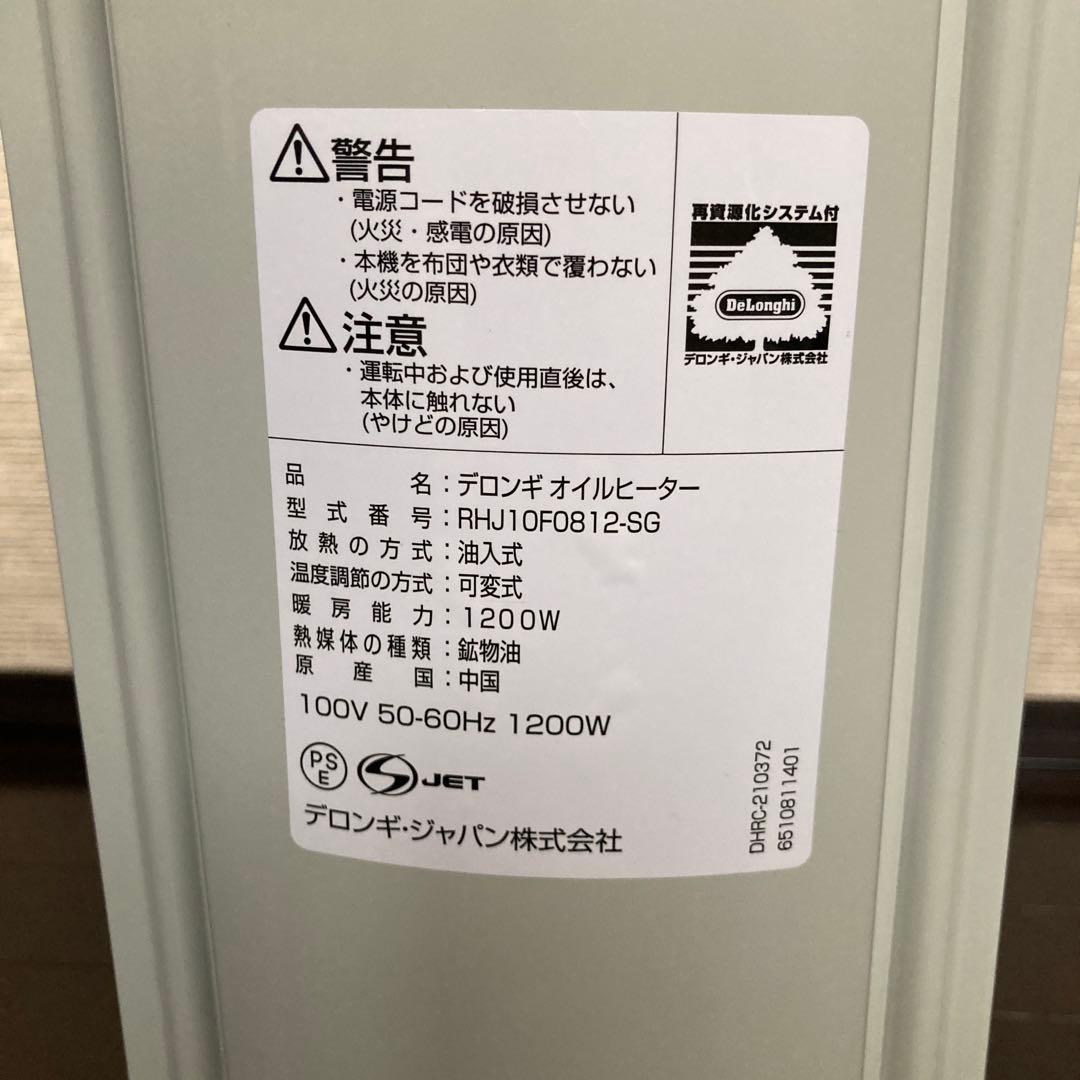 警告
・電源コードを破損させない
(火災・感電の原因)
・本機を布団や衣類で覆わない
(火災の原因)
注意
・運転中および使用直後は、
本体に触れない
(やけどの原因)
再資源化システム付
DeLonghi
デロンギ・ジャパン株式会社
品名：デロンギ オイルヒーター
型式番号：RHJ10F0812-SG
放熱の方式：油入式
温度調節の方式：可変式
暖房能力：1200W
熱媒体の種類：鉱物油
原産国：中国
100V 50-60Hz 1200W
PSE
JET
デロンギ・ジャパン株式会社
DHRC-210372
6510811401